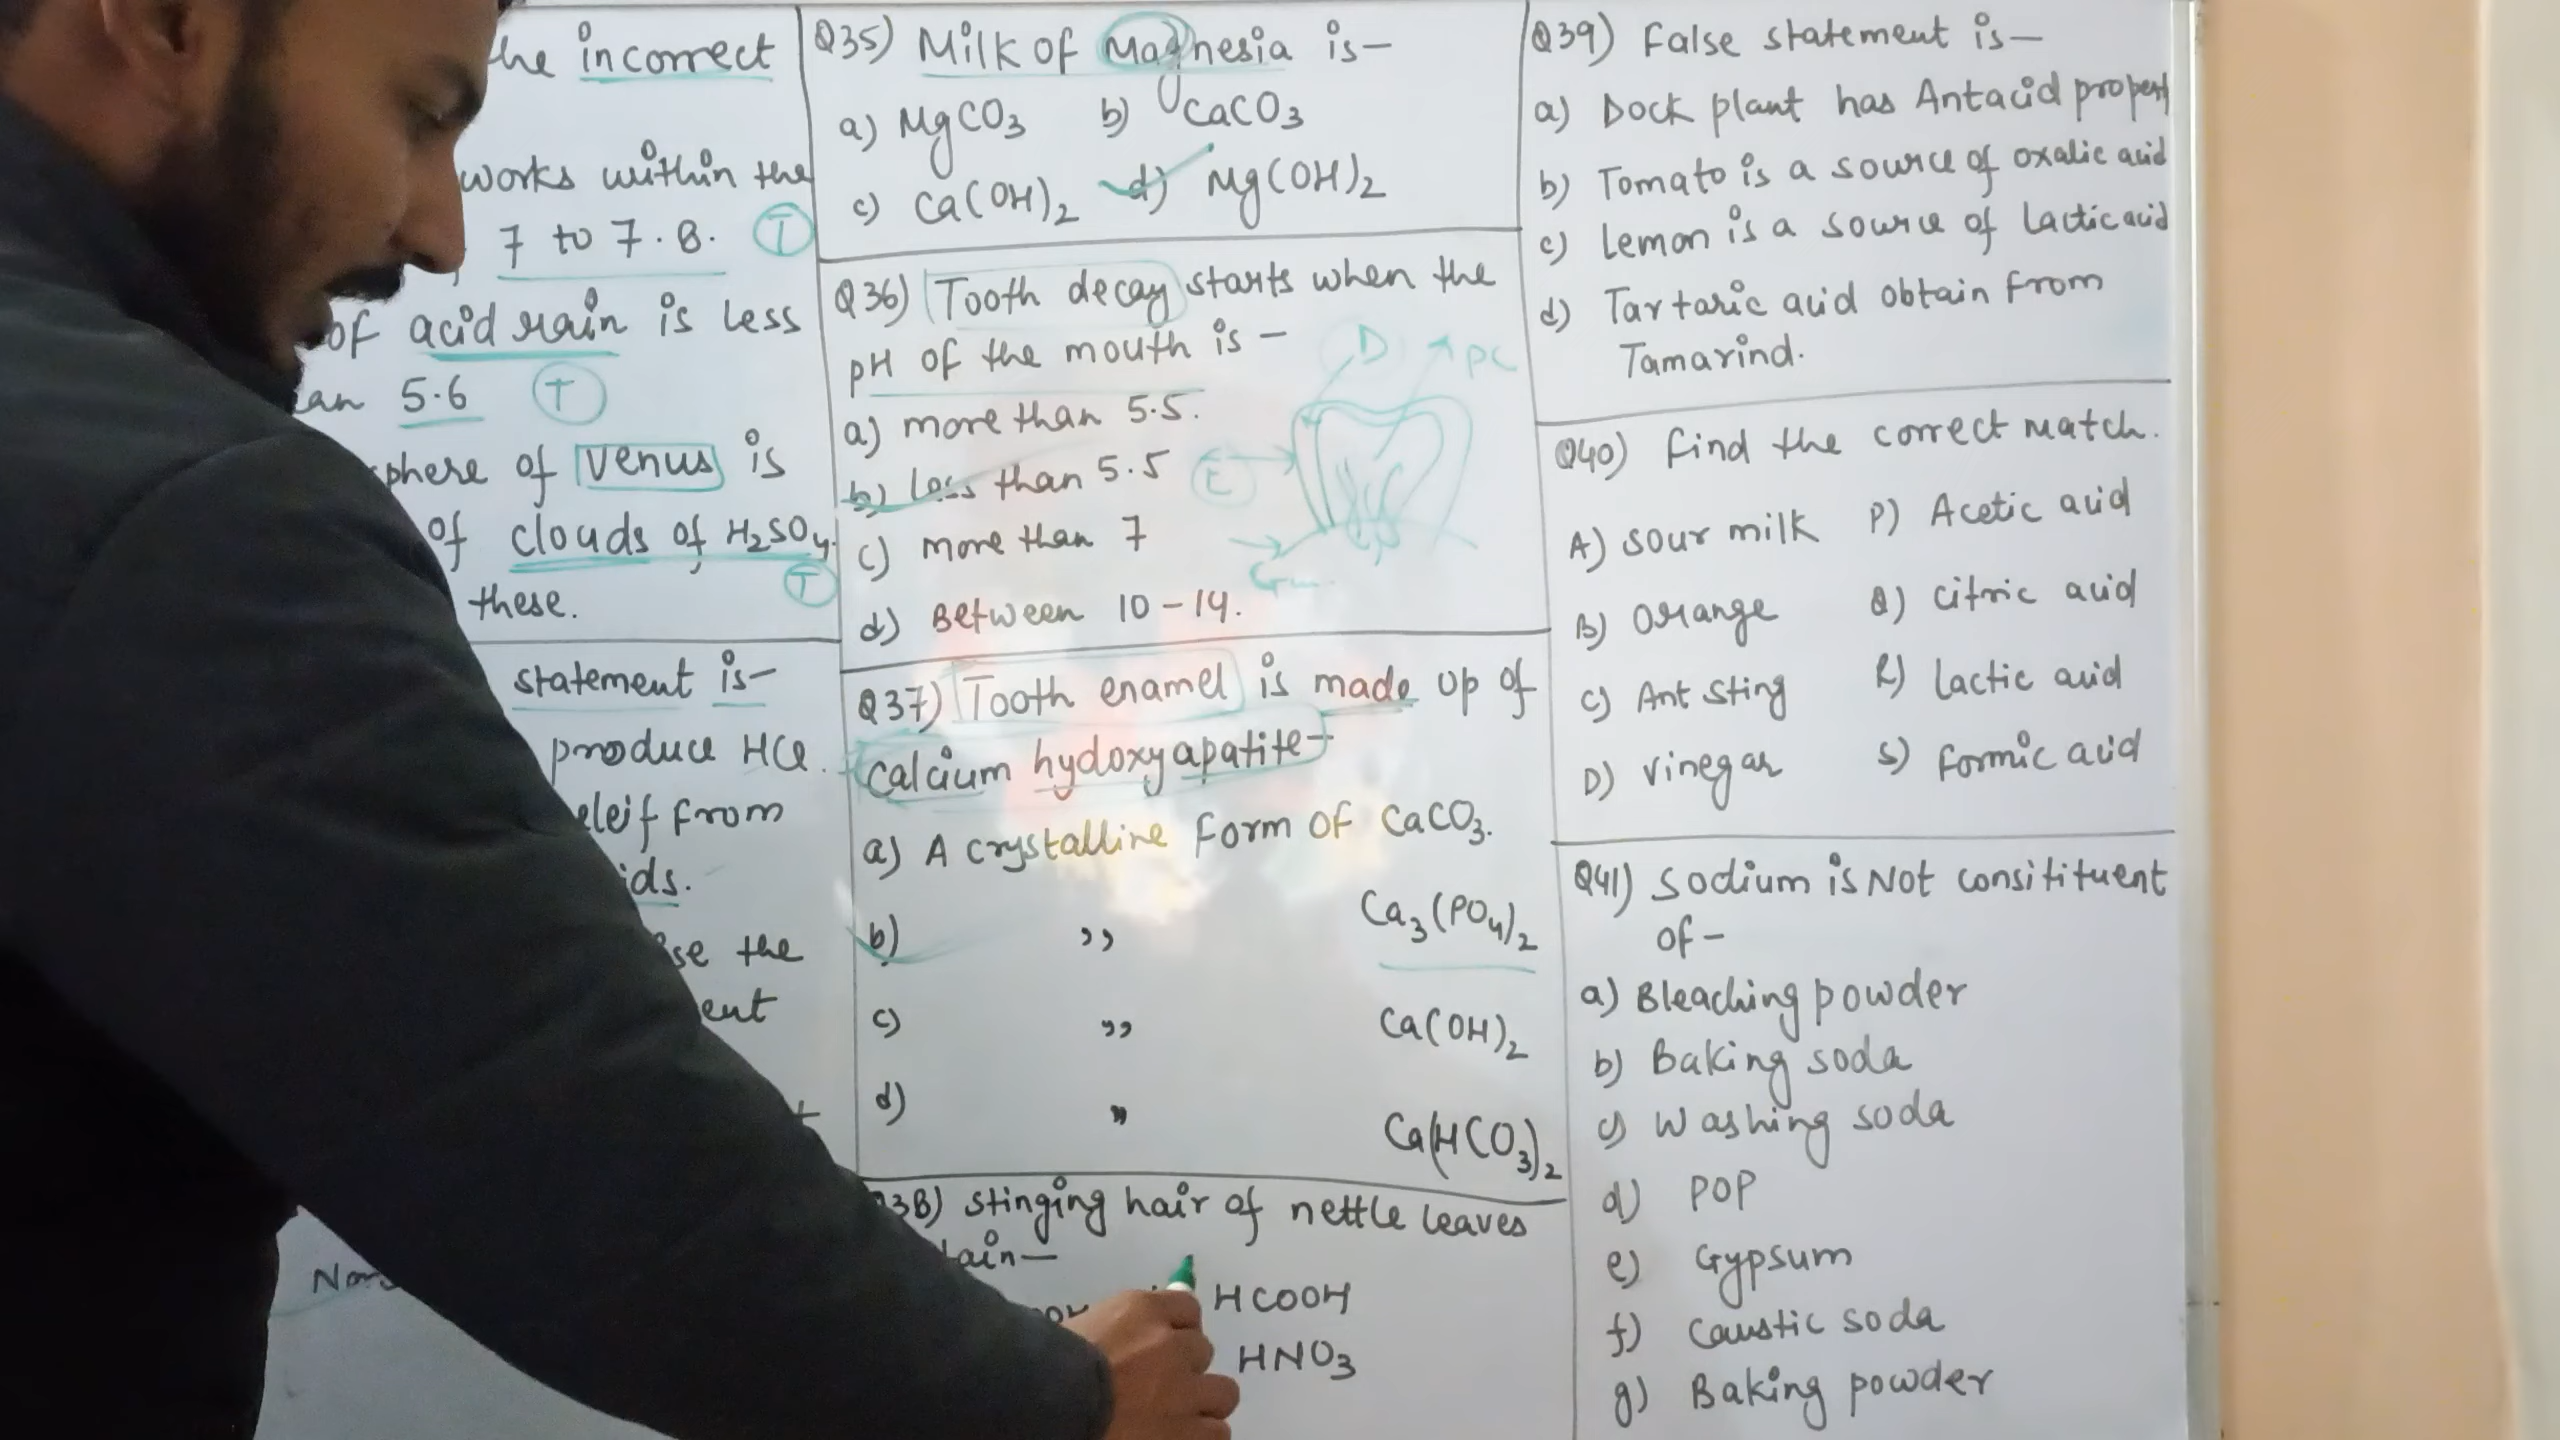 he incorrect
works within the
7 to 7.8. T
of acid rain is less
an 5.6 T
phere of Venus is
of clouds of H2SO4.
these. T
statement is-
produce HCl.
eleif from
ids.
se the
ent
Q35) Milk of Magnesia is-
a) MgCO3 b) CaCO3
c) Ca(OH)2 d) Mg(OH)2
Q36) Tooth decay starts when the
pH of the mouth is -
a) more than 5.5.
b) less than 5.5
c) more than 7
d) Between 10-14.
D
PC
E
Q37) Tooth enamel is made up of
calcium hydoxyapatite-
a) A crystalline form of CaCO3.
b) ,, Ca3(PO4)2
c) ,, Ca(OH)2
d) ,, Ca(HCO3)2
38) Stinging hair of nettle leaves
tain-
HCOOH
HNO3
Q39) False statement is-
a) Dock plant has Antacid propert
b) Tomato is a source of oxalic acid
c) Lemon is a source of Lactic acid
d) Tartaric acid obtain from
Tamarind.
Q40) Find the correct match.
A) Sour milk P) Acetic acid
B) Orange Q) Citric acid
C) Ant Sting R) Lactic acid
D) Vinegar S) Formic acid
Q41) Sodium is Not consitituent
of-
a) Bleaching powder
b) Baking soda
c) Washing soda
d) POP
e) Gypsum
f) Caustic soda
g) Baking powder